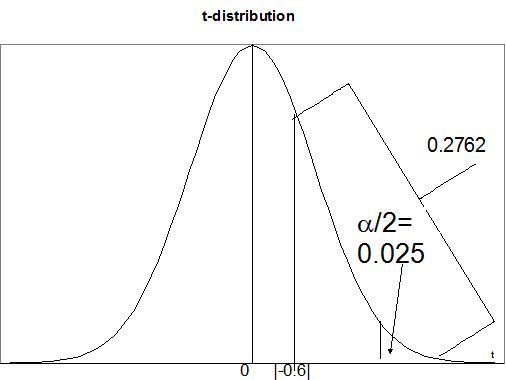 t-distribution
0.2762
α/2=
0.025
t
0 |-0.6|